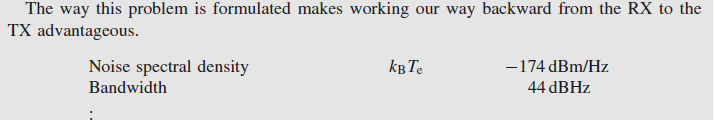 The way this problem is formulated makes working our way backward from the RX to the
TX advantageous.
Noise spectral density kBTe −174 dBm/Hz
Bandwidth 44 dBHz
⋮